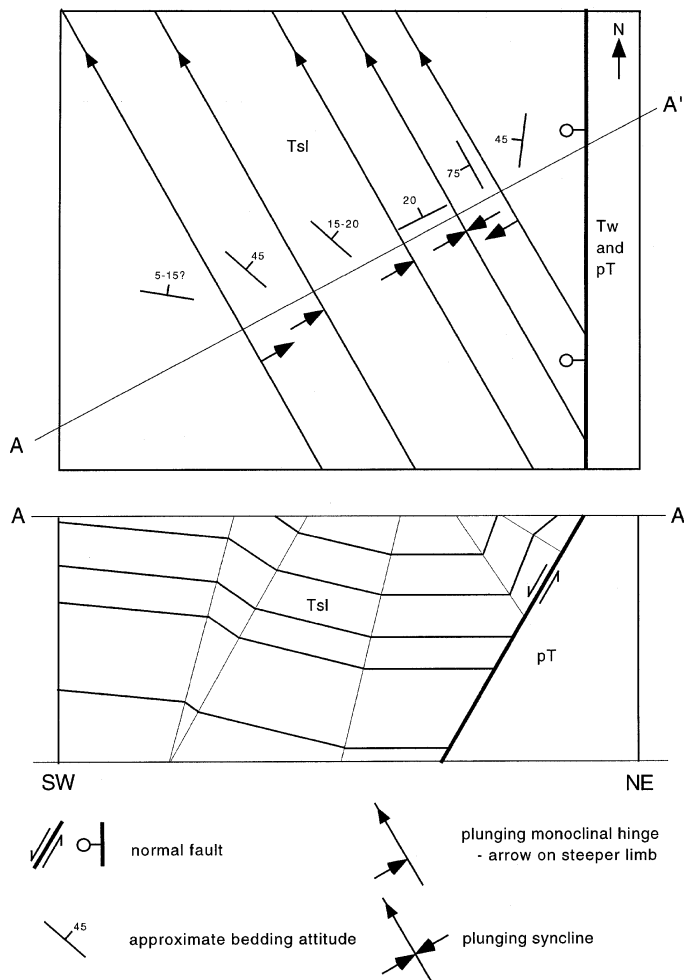 N
A'
45
Tsl
75
20
15-20
Tw
and
pT
45
5-15?
A
A
A
Tsl
pT
SW
NE
normal fault
plunging monoclinal hinge
- arrow on steeper limb
45
approximate bedding attitude
plunging syncline